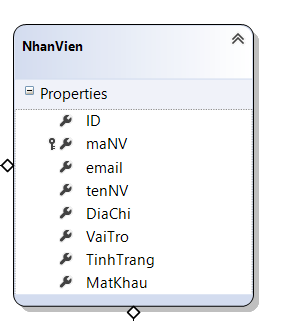 NhanVien
Properties
ID
maNV
email
tenNV
DiaChi
VaiTro
TinhTrang
MatKhau